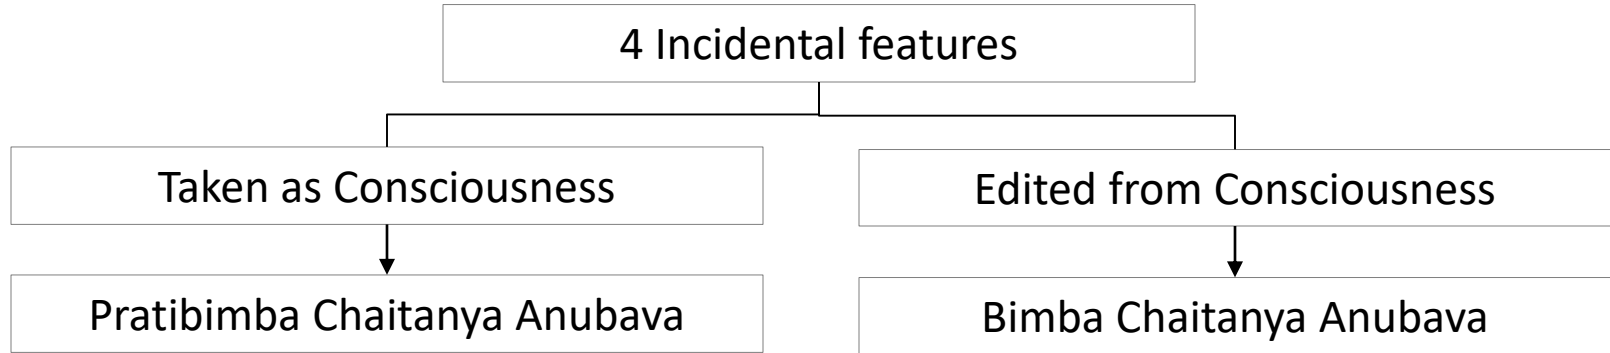 4 Incidental features
Taken as Consciousness
Edited from Consciousness
Pratibimba Chaitanya Anubava
Bimba Chaitanya Anubava